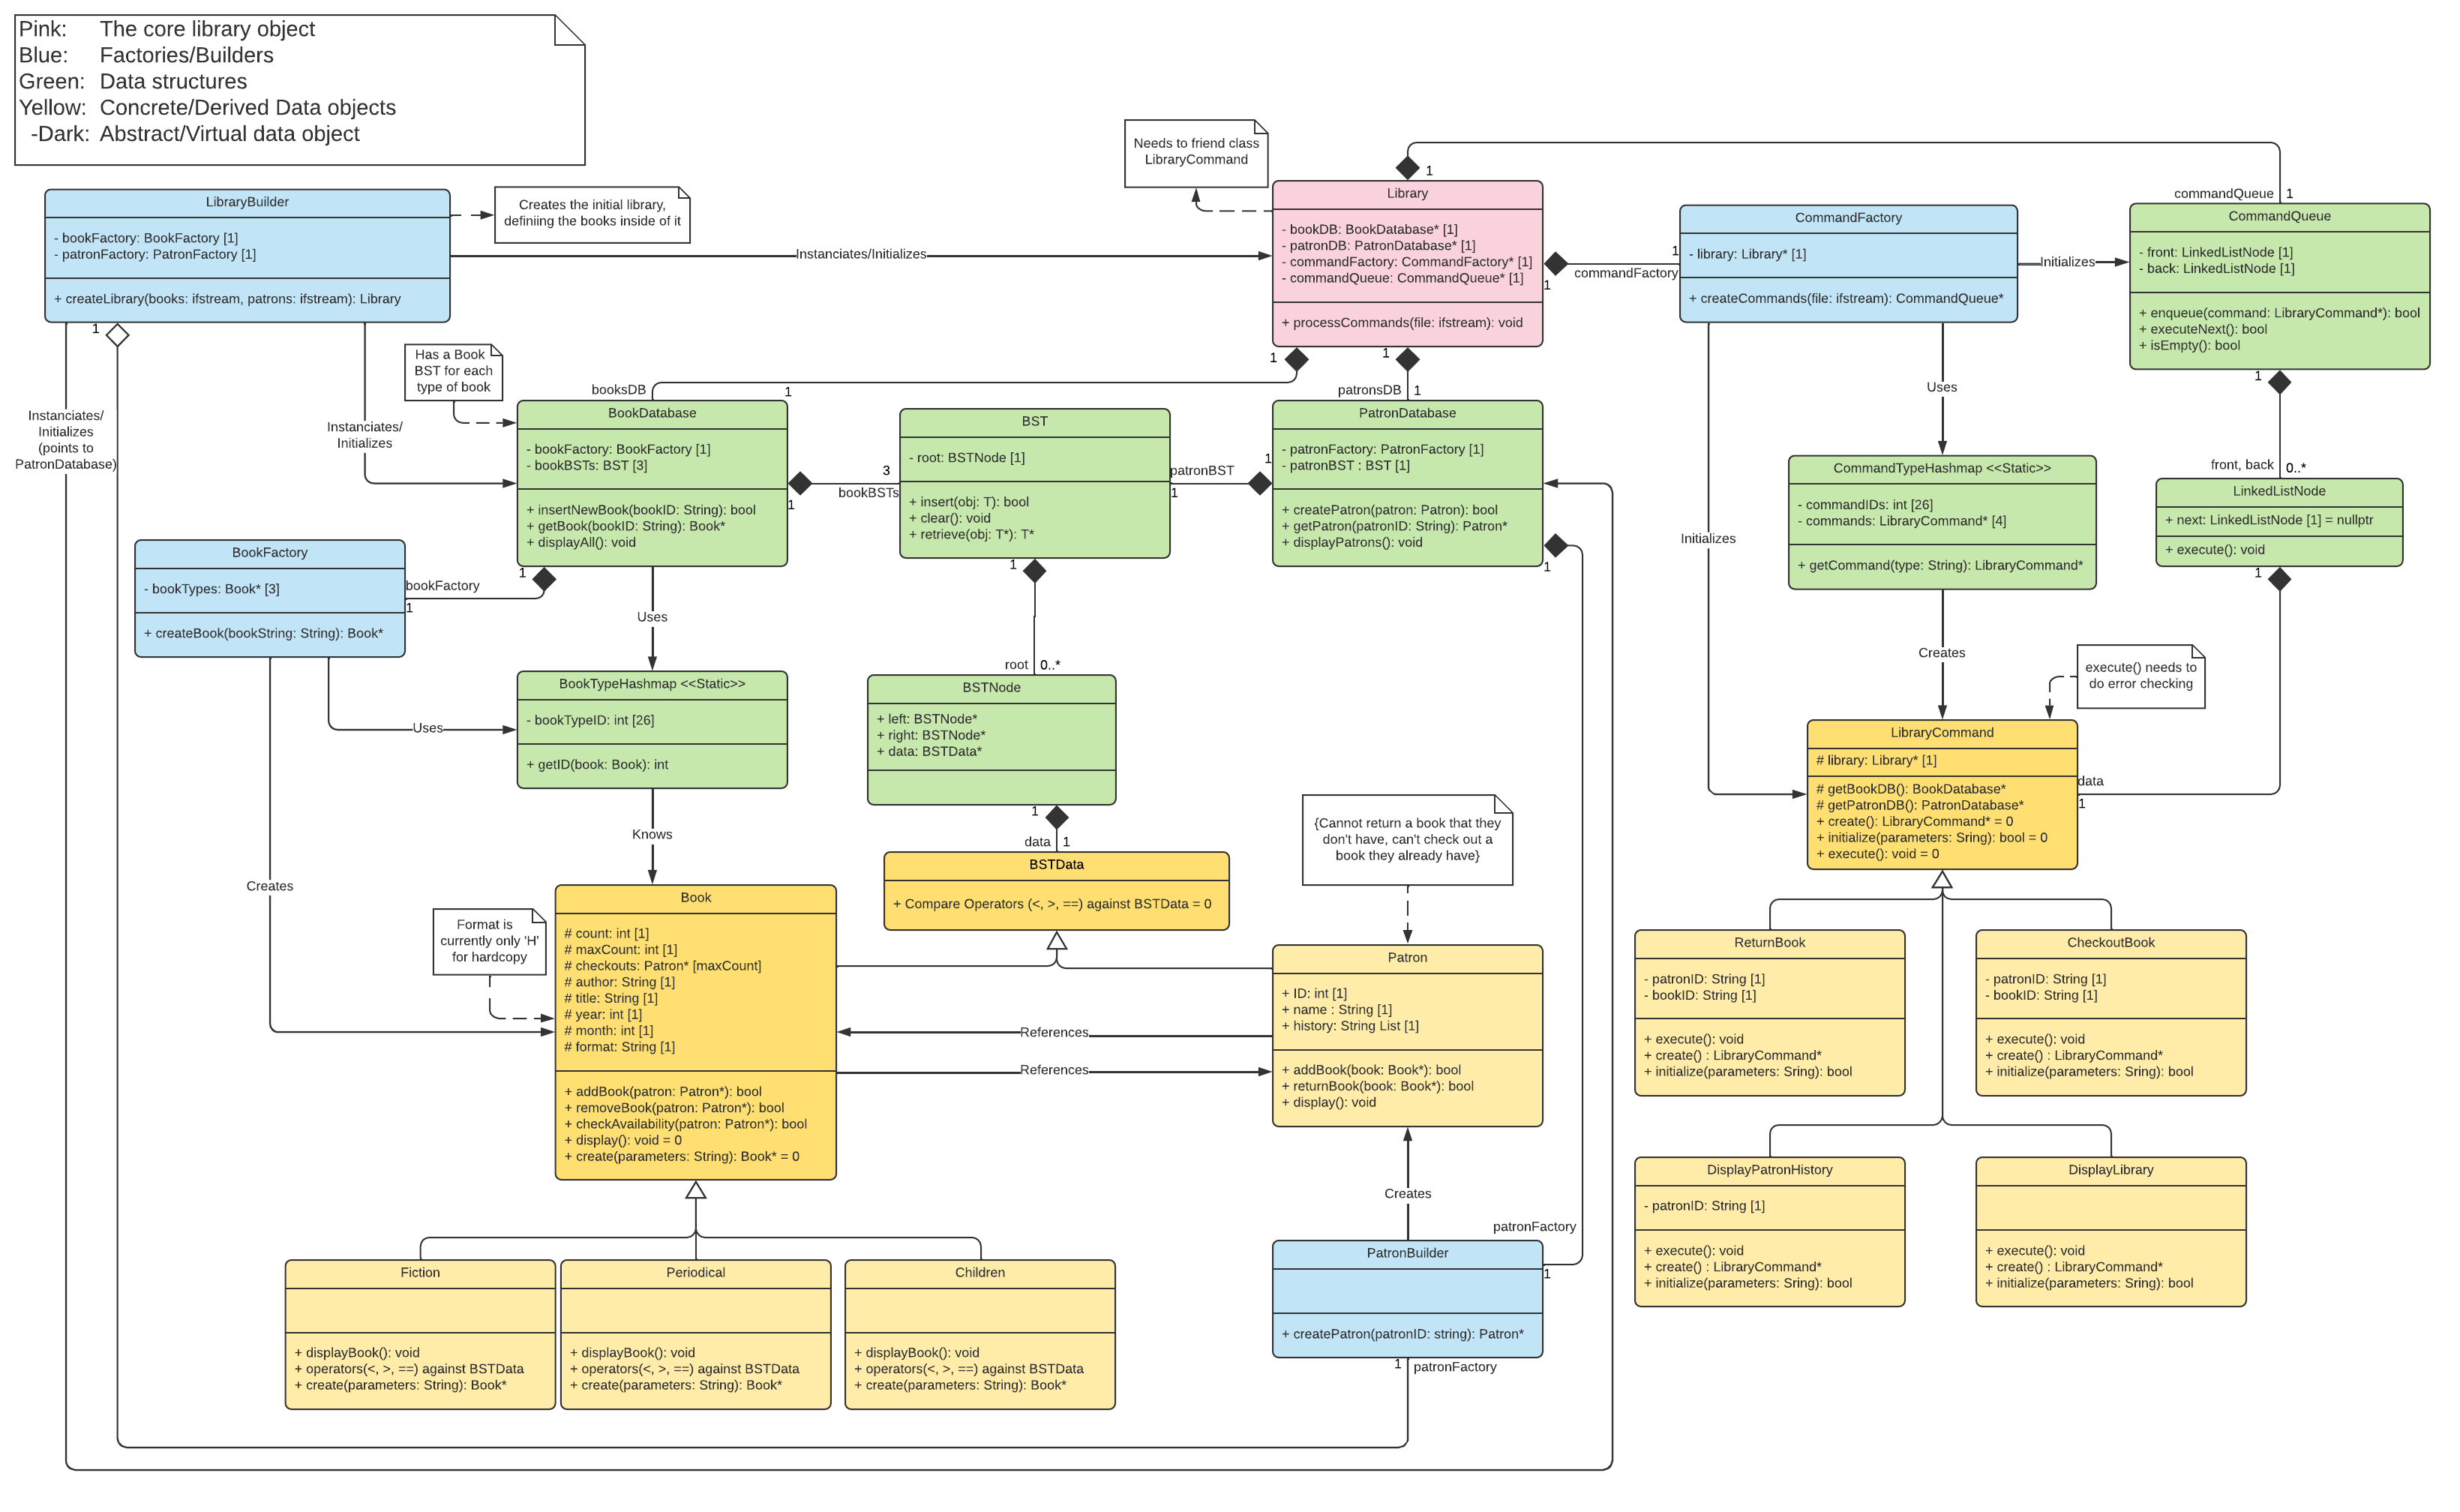 Pink: The core library object
Blue: Factories/Builders
Green: Data structures
Yellow: Concrete/Derived Data objects
-Dark: Abstract/Virtual data object
Needs to friend class
LibraryCommand
1
commandQueue 1
LibraryBuilder
- bookFactory: BookFactory [1]
- patronFactory: PatronFactory [1]
+ createLibrary(books: ifstream, patrons: ifstream): Library
Creates the initial library,
definiing the books inside of it
Instanciates/Initializes
Library
- bookDB: BookDatabase* [1]
- patronDB: PatronDatabase* [1]
- commandFactory: CommandFactory* [1]
- commandQueue: CommandQueue* [1]
+ processCommands(file: ifstream): void
1
commandFactory
1
CommandFactory
- library: Library* [1]
+ createCommands(file: ifstream): CommandQueue*
Initializes
CommandQueue
- front: LinkedListNode [1]
- back: LinkedListNode [1]
+ enqueue(command: LibraryCommand*): bool
+ executeNext(): bool
+ isEmpty(): bool
1
Instanciates/
Initializes
(points to
PatronDatabase)
Instanciates/
Initializes
Has a Book
BST for each
type of book
1
booksDB 1
1
patronsDB 1
Uses
1
front, back 0..*
BookDatabase
- bookFactory: BookFactory [1]
- bookBSTs: BST [3]
+ insertNewBook(bookID: String): bool
+ getBook(bookID: String): Book*
+ displayAll(): void
3
bookBSTs
1
BST
- root: BSTNode [1]
+ insert(obj: T): bool
+ clear(): void
+ retrieve(obj: T*): T*
patronBST 1
1
PatronDatabase
- patronFactory: PatronFactory [1]
- patronBST : BST [1]
+ createPatron(patron: Patron): bool
+ getPatron(patronID: String): Patron*
+ displayPatrons(): void
1
CommandTypeHashmap <<Static>>
- commandIDs: int [26]
- commands: LibraryCommand* [4]
+ getCommand(type: String): LibraryCommand*
LinkedListNode
+ next: LinkedListNode [1] = nullptr
+ execute(): void
1
Initializes
BookFactory
- bookTypes: Book* [3]
+ createBook(bookString: String): Book*
1
bookFactory
1
Uses
1
root 0..*
Creates
execute() needs to
do error checking
BookTypeHashmap <<Static>>
- bookTypeID: int [26]
+ getID(book: Book): int
Uses
BSTNode
+ left: BSTNode*
+ right: BSTNode*
+ data: BSTData*
1
data 1
LibraryCommand
# library: Library* [1]
# getBookDB(): BookDatabase*
# getPatronDB(): PatronDatabase*
+ create(): LibraryCommand* = 0
+ initialize(parameters: Sring): bool = 0
+ execute(): void = 0
data
1
Knows
Creates
{Cannot return a book that they
don't have, can't check out a
book they already have}
BSTData
+ Compare Operators (<, >, ==) against BSTData = 0
Format is
currently only 'H'
for hardcopy
Book
# count: int [1]
# maxCount: int [1]
# checkouts: Patron* [maxCount]
# author: String [1]
# title: String [1]
# year: int [1]
# month: int [1]
# format: String [1]
+ addBook(patron: Patron*): bool
+ removeBook(patron: Patron*): bool
+ checkAvailability(patron: Patron*): bool
+ display(): void = 0
+ create(parameters: String): Book* = 0
References
References
Patron
+ ID: int [1]
+ name : String [1]
+ history: String List [1]
+ addBook(book: Book*): bool
+ returnBook(book: Book*): bool
+ display(): void
ReturnBook
- patronID: String [1]
- bookID: String [1]
+ execute(): void
+ create() : LibraryCommand*
+ initialize(parameters: Sring): bool
CheckoutBook
- patronID: String [1]
- bookID: String [1]
+ execute(): void
+ create() : LibraryCommand*
+ initialize(parameters: Sring): bool
DisplayPatronHistory
- patronID: String [1]
+ execute(): void
+ create() : LibraryCommand*
+ initialize(parameters: Sring): bool
DisplayLibrary
+ execute(): void
+ create() : LibraryCommand*
+ initialize(parameters: Sring): bool
Creates
patronFactory
1
PatronBuilder
+ createPatron(patronID: string): Patron*
1 patronFactory
Fiction
+ displayBook(): void
+ operators(<, >, ==) against BSTData
+ create(parameters: String): Book*
Periodical
+ displayBook(): void
+ operators(<, >, ==) against BSTData
+ create(parameters: String): Book*
Children
+ displayBook(): void
+ operators(<, >, ==) against BSTData
+ create(parameters: String): Book*